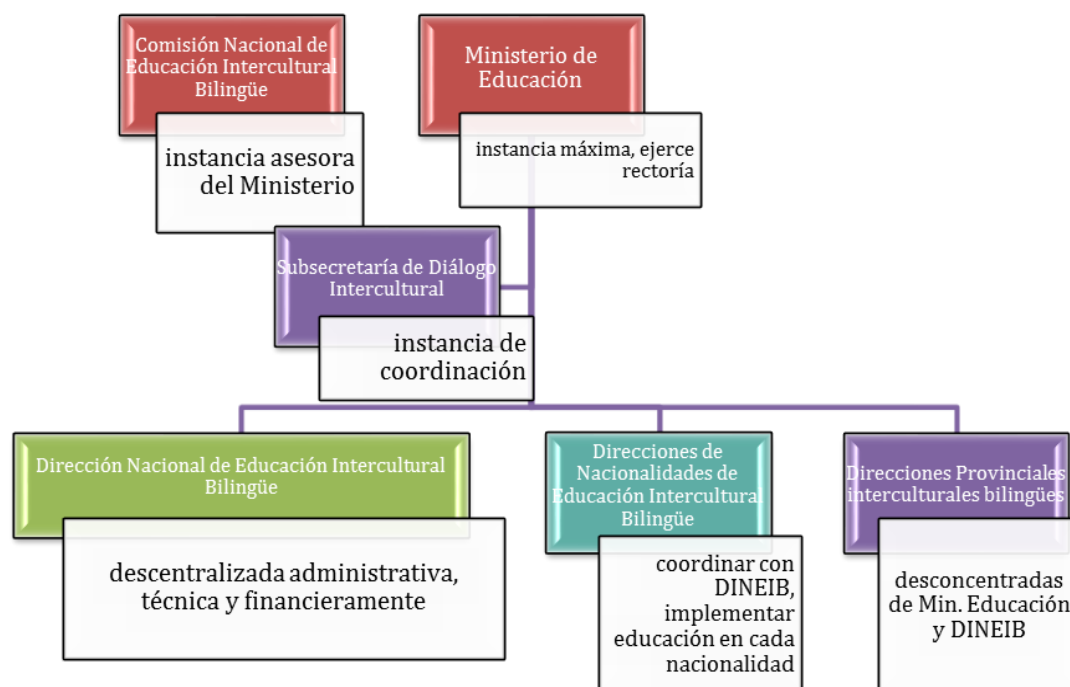 Comisión Nacional de
Educación Intercultural
Bilingüe
instancia asesora
del Ministerio
Ministerio de
Educación
instancia máxima, ejerce
rectoría
Subsecretaría de Diálogo
Intercultural
instancia de
coordinación
Dirección Nacional de Educación Intercultural
Bilingüe
descentralizada administrativa,
técnica y financieramente
Direcciones de
Nacionalidades de
Educación Intercultural
Bilingüe
coordinar con
DINEIB,
implementar
educación en cada
nacionalidad
Direcciones Provinciales
interculturales bilingües
desconcentradas
de Min. Educación
y DINEIB